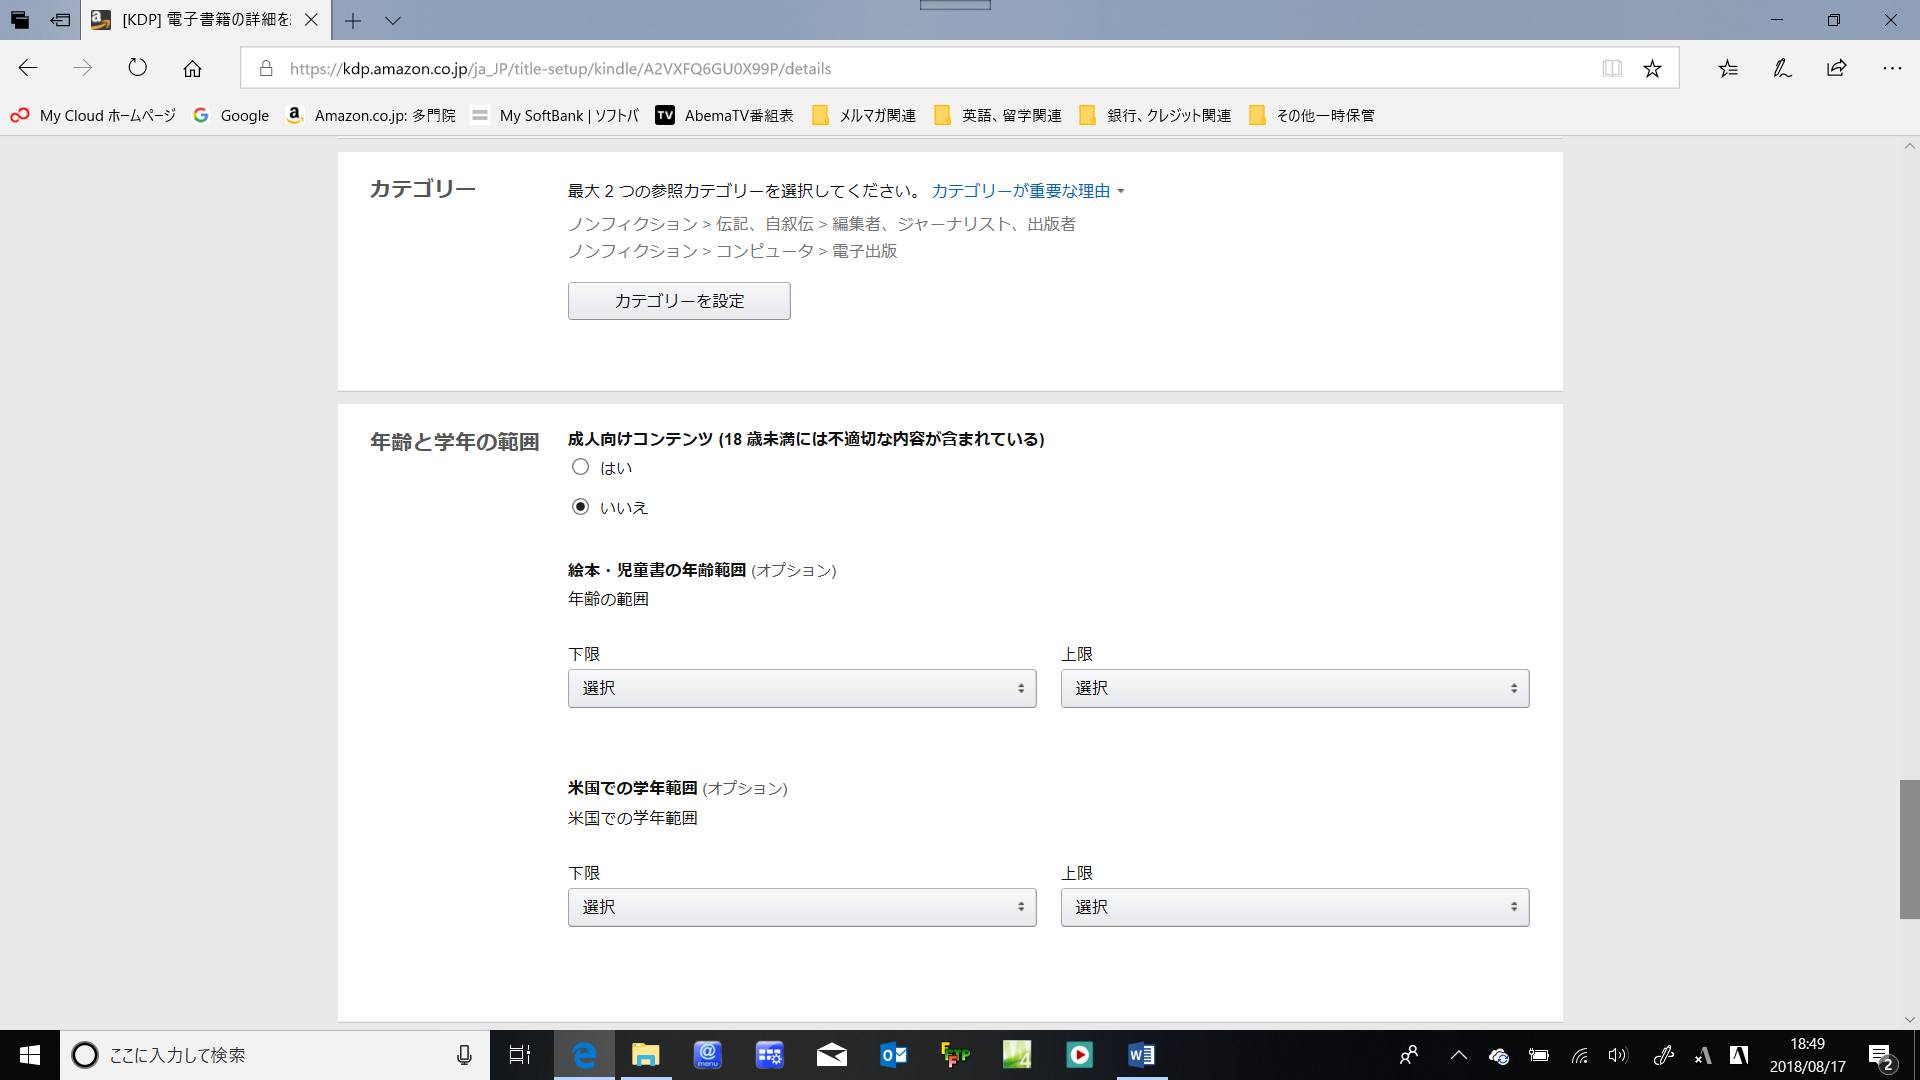 [KDP] 電子書籍の詳細を
https://kdp.amazon.co.jp/ja_JP/title-setup/kindle/A2VXFQ6GU0X99P/details
My Cloud ホームページ
Google
Amazon.co.jp: 多門院
My SoftBank | ソフトバ
TV
AbemaTV番組表
メルマガ関連
英語、留学関連
銀行、クレジット関連
その他一時保管
カテゴリー
最大 2 つの参照カテゴリーを選択してください。 カテゴリーが重要な理由
ノンフィクション > 伝記、自叙伝 > 編集者、ジャーナリスト、出版者
ノンフィクション > コンピュータ > 電子出版
カテゴリーを設定
年齢と学年の範囲
成人向けコンテンツ (18 歳未満には不適切な内容が含まれている)
はい
いいえ
絵本・児童書の年齢範囲 (オプション)
年齢の範囲
下限
上限
選択
選択
米国での学年範囲 (オプション)
米国での学年範囲
下限
上限
選択
選択
ここに入力して検索
menu
18:49
2018/08/17
2